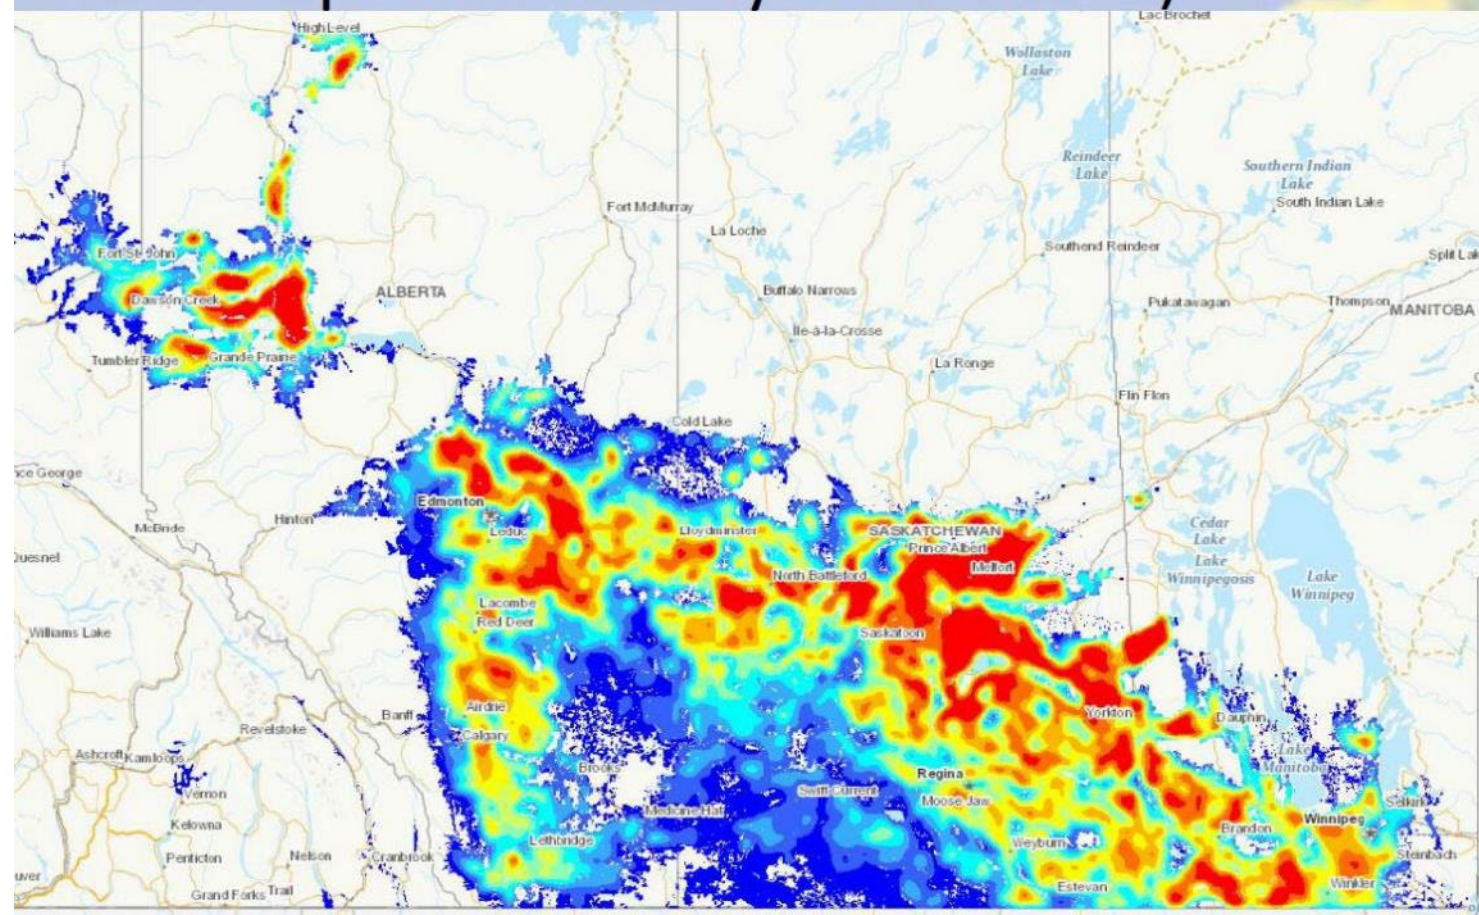 Lac Brochet
High Level
Wollaston
Lake
Reindeer
Lake
Southern Indian
Lake
South Indian Lake
Fort McMurray
La Loche
Southend Reindeer
Fort St. John
Split Lak
ALBERTA
Buffalo Narrows
Dawson Creek
Pukatawagan
Thompson
MANITOBA
Île-à-la-Crosse
Tumbler Ridge
Grande Prairie
La Ronge
Flin Flon
Cold Lake
nce George
Edmonton
Hinton
McBride
Leduc
Lloydminster
SASKATCHEWAN
Prince Albert
Cedar
Lake
Lake
Winnipegosis
Quesnel
North Battleford
Melfort
Lake
Winnipeg
Lacombe
Red Deer
Williams Lake
Saskatoon
Airdrie
Banff
Yorkton
Dauphin
Revelstoke
Calgary
Ashcroft
Kamloops
Lake
Manitoba
Brooks
Regina
Vernon
Swift Current
Moose Jaw
Selkirk
Medicine Hat
Kelowna
Winnipeg
Brandon
Lethbridge
Weyburn
Penticton
Nelson
Cranbrook
Steinbach
uver
Estevan
Winkler
Grand Forks
Trail